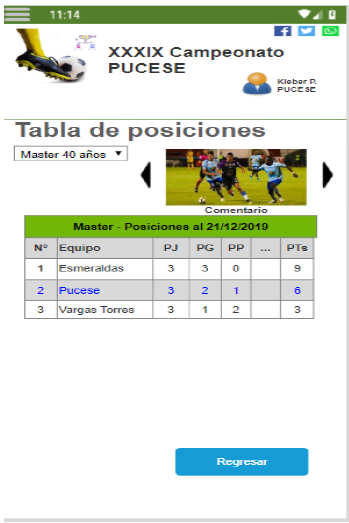 11:14
XXXIX Campeonato
PUCESE
Kleber P.
PUCESE
Tabla de posiciones
Master 40 años
Comentario
Master - Posiciones al 21/12/2019
N° Equipo PJ PG PP ... PTs
1 Esmeraldas 3 3 0 9
2 Pucese 3 2 1 6
3 Vargas Torres 3 1 2 3
Regresar